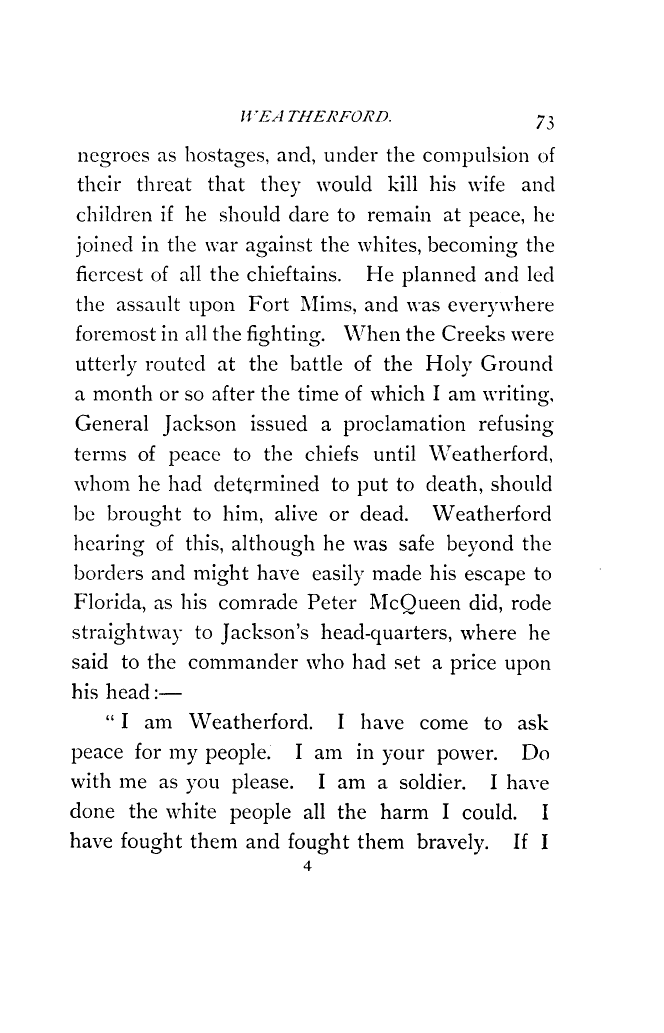 WEATHERFORD.
73
negroes as hostages, and, under the compulsion of
their threat that they would kill his wife and
children if he should dare to remain at peace, he
joined in the war against the whites, becoming the
fiercest of all the chieftains. He planned and led
the assault upon Fort Mims, and was everywhere
foremost in all the fighting. When the Creeks were
utterly routed at the battle of the Holy Ground
a month or so after the time of which I am writing,
General Jackson issued a proclamation refusing
terms of peace to the chiefs until Weatherford,
whom he had determined to put to death, should
be brought to him, alive or dead. Weatherford
hearing of this, although he was safe beyond the
borders and might have easily made his escape to
Florida, as his comrade Peter McQueen did, rode
straightway to Jackson's head-quarters, where he
said to the commander who had set a price upon
his head:—
“I am Weatherford. I have come to ask
peace for my people. I am in your power. Do
with me as you please. I am a soldier. I have
done the white people all the harm I could. I
have fought them and fought them bravely. If I
4